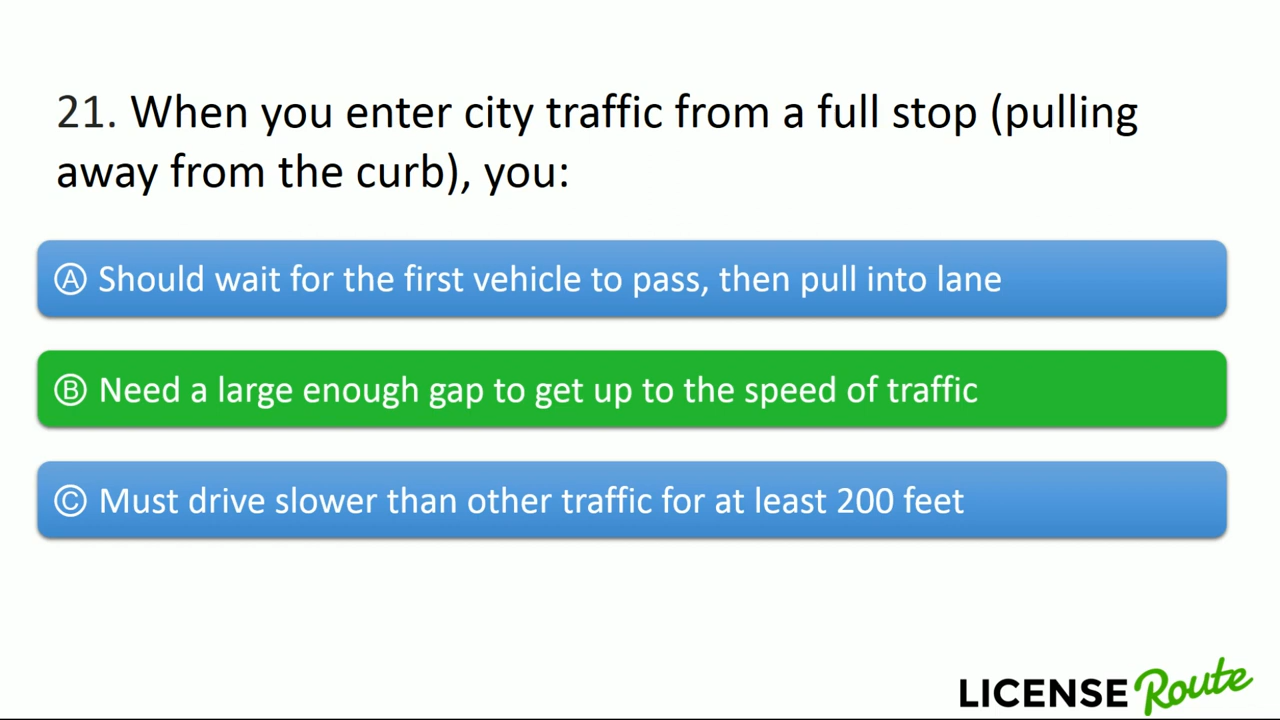 21. When you enter city traffic from a full stop (pulling
away from the curb), you:
Ⓐ Should wait for the first vehicle to pass, then pull into lane
Ⓑ Need a large enough gap to get up to the speed of traffic
Ⓒ Must drive slower than other traffic for at least 200 feet
LICENSE Route